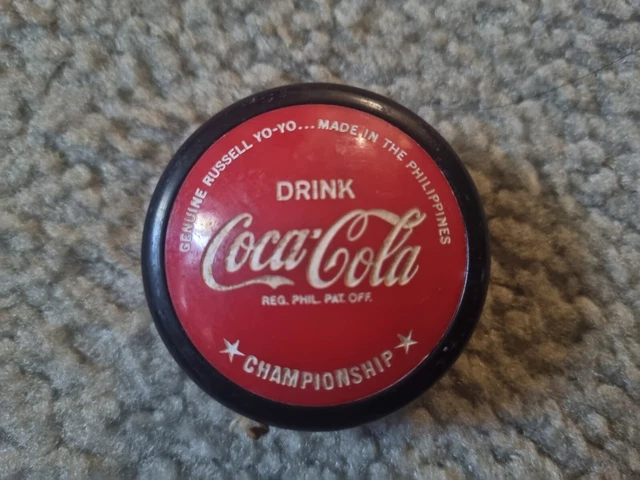 GENUINE RUSSELL YO-YO... MADE IN THE PHILIPPINES
DRINK
Coca-Cola
REG. PHIL. PAT. OFF.
CHAMPIONSHIP